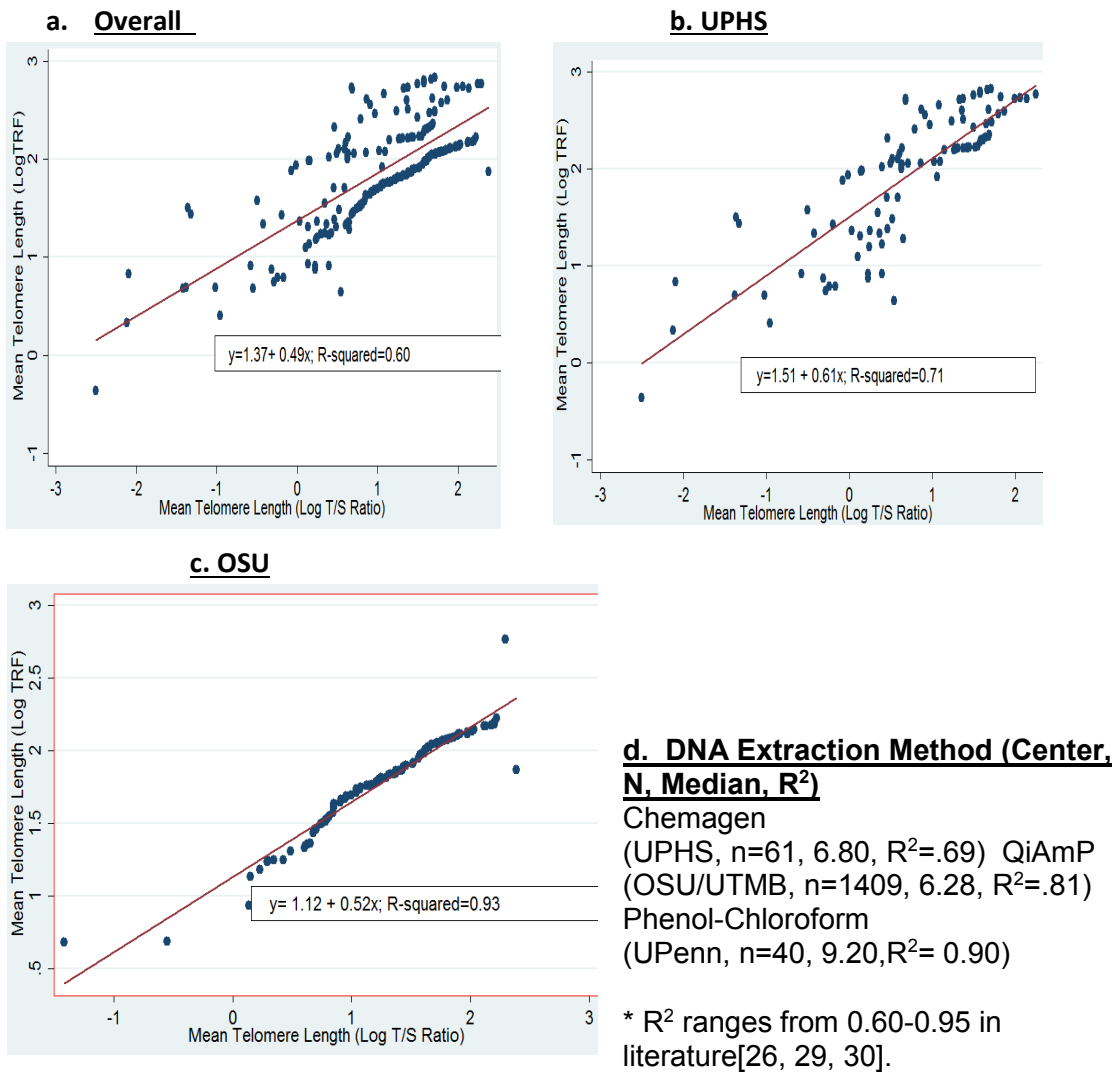 a. Overall
Mean Telomere Length (LogTRF)
3
2
1
0
-1
y=1.37+ 0.49x; R-squared=0.60
-3 -2 -1 0 1 2
Mean Telomere Length (Log T/S Ratio)
b. UPHS
Mean Telomere Length (Log TRF)
3
2
1
0
-1
y=1.51 + 0.61x; R-squared=0.71
-3 -2 -1 0 1 2
Mean Telomere Length (Log T/S Ratio)
c. OSU
Mean Telomere Length (Log TRF)
3
2.5
2
1.5
1
.5
y= 1.12 + 0.52x; R-squared=0.93
-1 0 1 2 3
Mean Telomere Length (Log T/S Ratio)
d. DNA Extraction Method (Center,
N, Median, R²)
Chemagen
(UPHS, n=61, 6.80, R²=.69) QiAmP
(OSU/UTMB, n=1409, 6.28, R²=.81)
Phenol-Chloroform
(UPenn, n=40, 9.20,R²= 0.90)
* R² ranges from 0.60-0.95 in
literature[26, 29, 30].